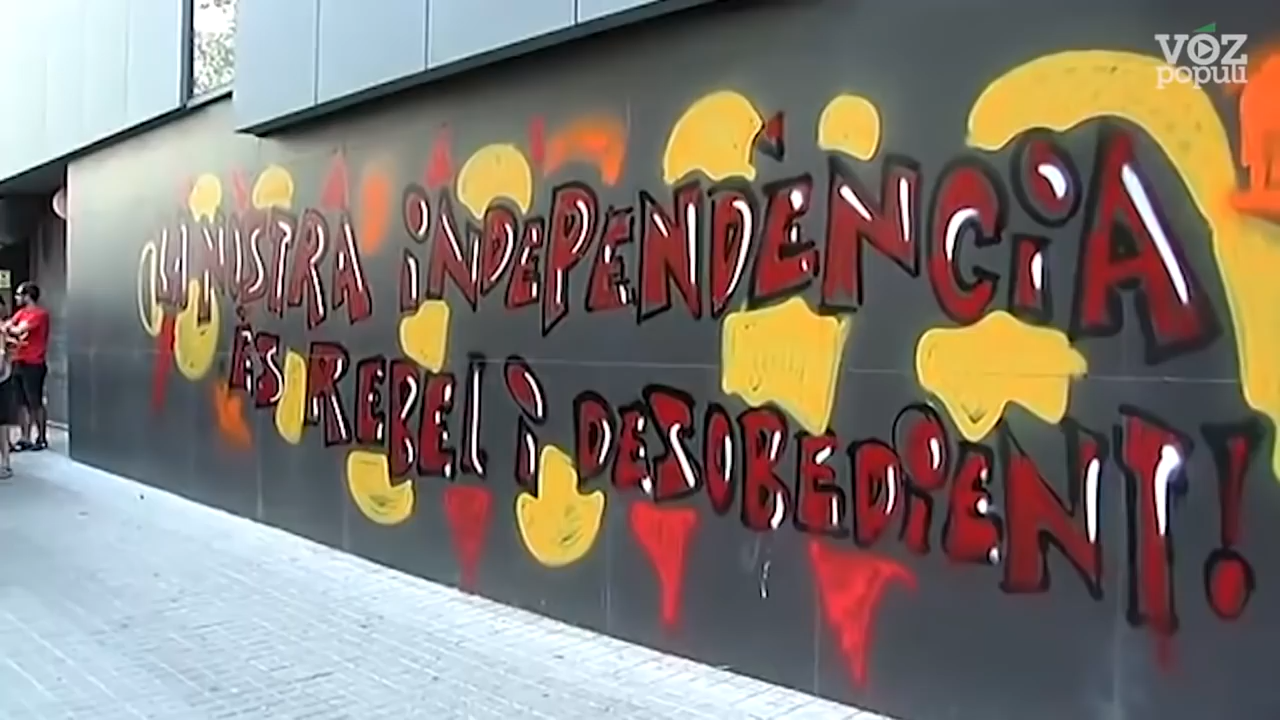 VOZ
populi
LA NOSTRA iNDEPENDÈNCiA
ÉS REBEL i DESOBEDiENT!